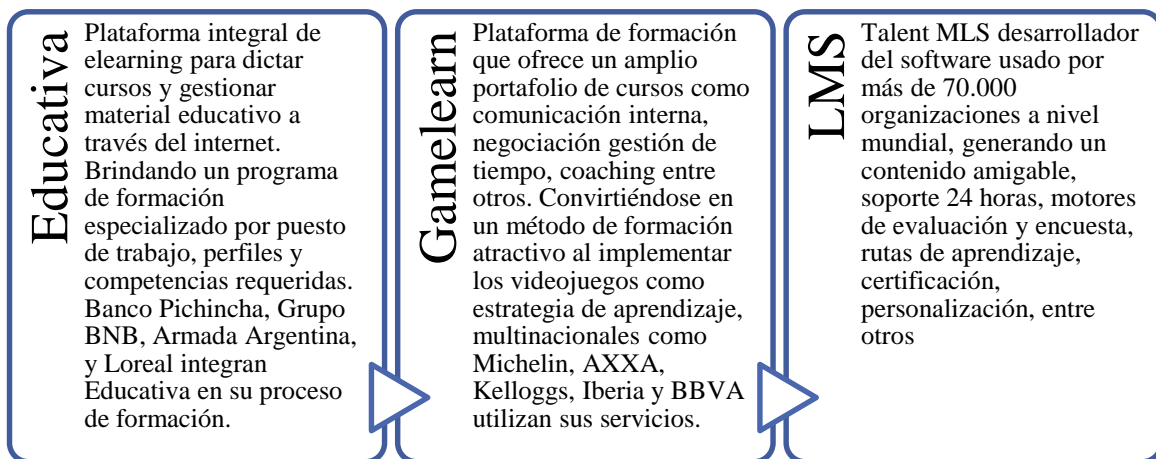 Educativa
Plataforma integral de
elearning para dictar
cursos y gestionar
material educativo a
través del internet.
Brindando un programa
de formación
especializado por puesto
de trabajo, perfiles y
competencias requeridas.
Banco Pichincha, Grupo
BNB, Armada Argentina,
y Loreal integran
Educativa en su proceso
de formación.
Gamelearn
Plataforma de formación
que ofrece un amplio
portafolio de cursos como
comunicación interna,
negociación gestión de
tiempo, coaching entre
otros. Convirtiéndose en
un método de formación
atractivo al implementar
los videojuegos como
estrategia de aprendizaje,
multinacionales como
Michelin, AXXA,
Kelloggs, Iberia y BBVA
utilizan sus servicios.
LMS
Talent MLS desarrollador
del software usado por
más de 70.000
organizaciones a nivel
mundial, generando un
contenido amigable,
soporte 24 horas, motores
de evaluación y encuesta,
rutas de aprendizaje,
certificación,
personalización, entre
otros